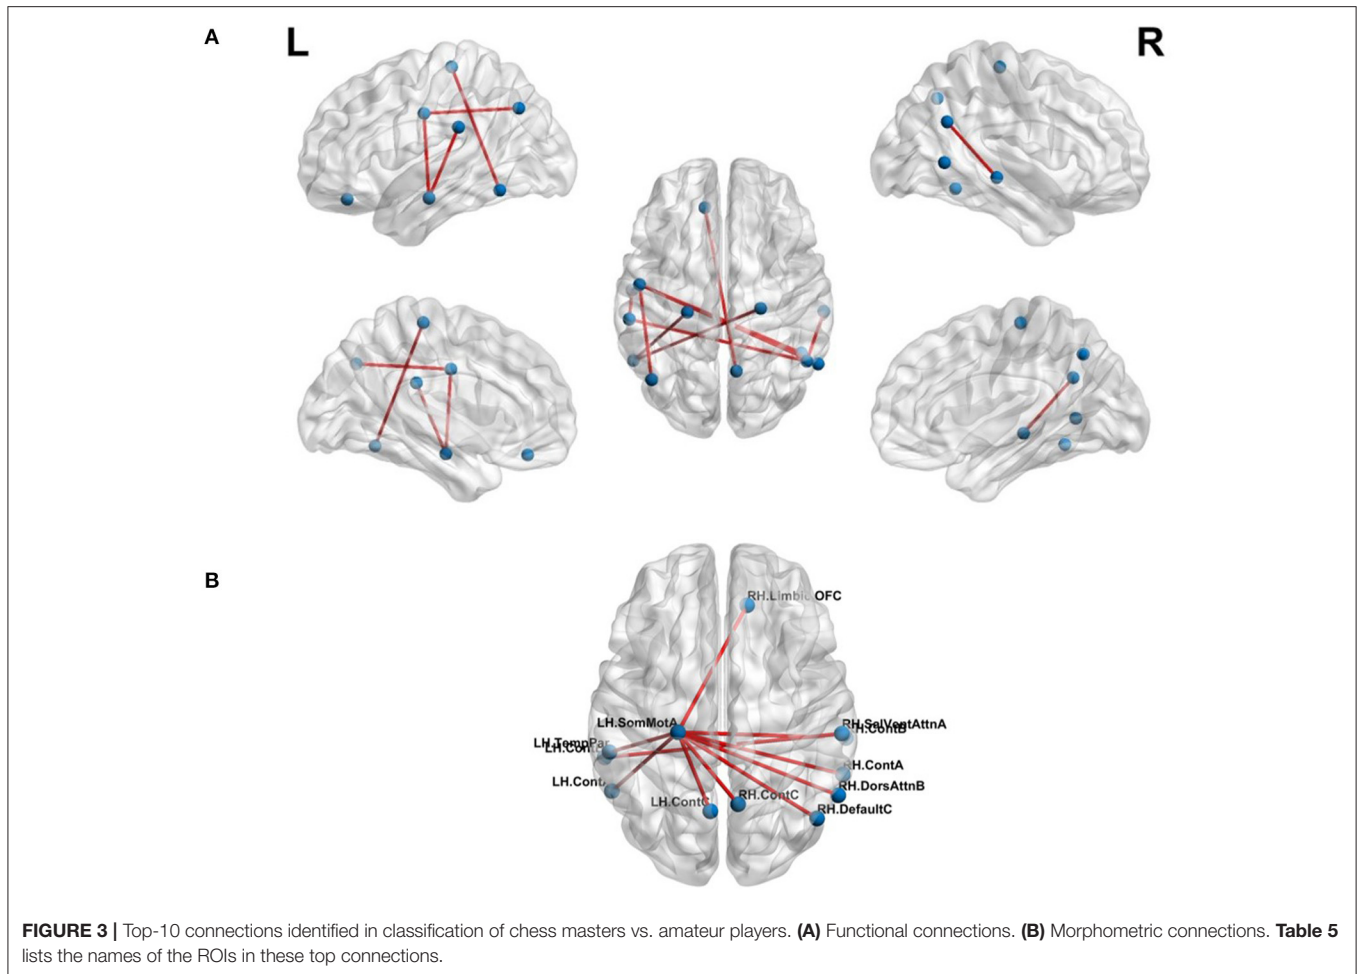 A
L
R
B
RH.Limbic OFC
LH.SomMotA
RH.SalVentAttnA
RH.ContB
LH.TempPar
LH.Cont
RH.ContA
LH.Cont
RH.DorsAttnB
LH.ContC
RH.ContC
RH.DefaultC
FIGURE 3 | Top-10 connections identified in classification of chess masters vs. amateur players. (A) Functional connections. (B) Morphometric connections. Table 5
lists the names of the ROIs in these top connections.